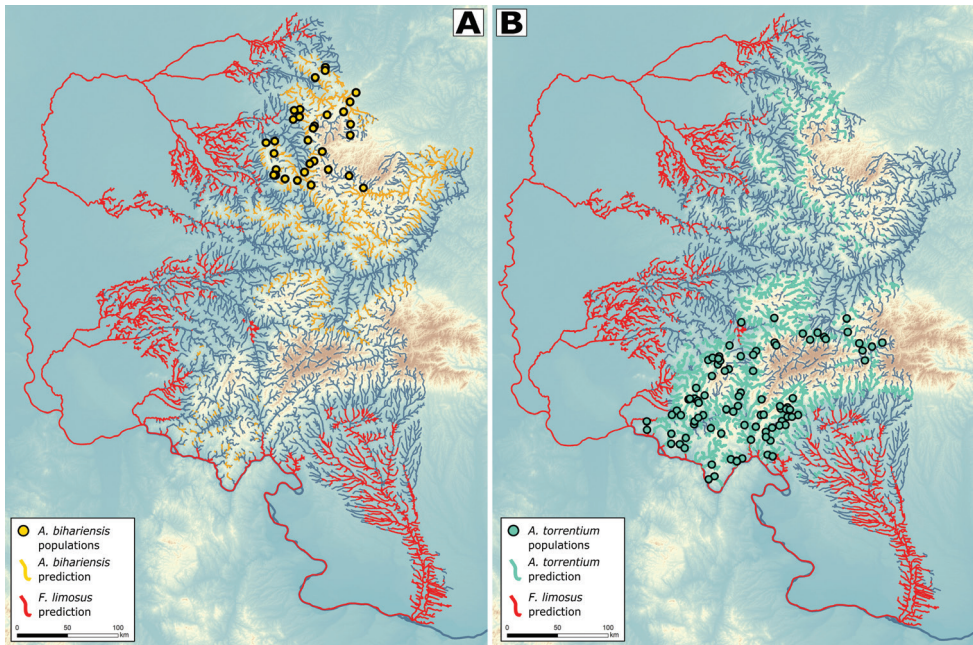 A
B
A. bihariensis
populations
A. bihariensis
prediction
F. limosus
prediction
0 50 100
km
A. torrentium
populations
A. torrentium
prediction
F. limosus
prediction
0 50 100
km